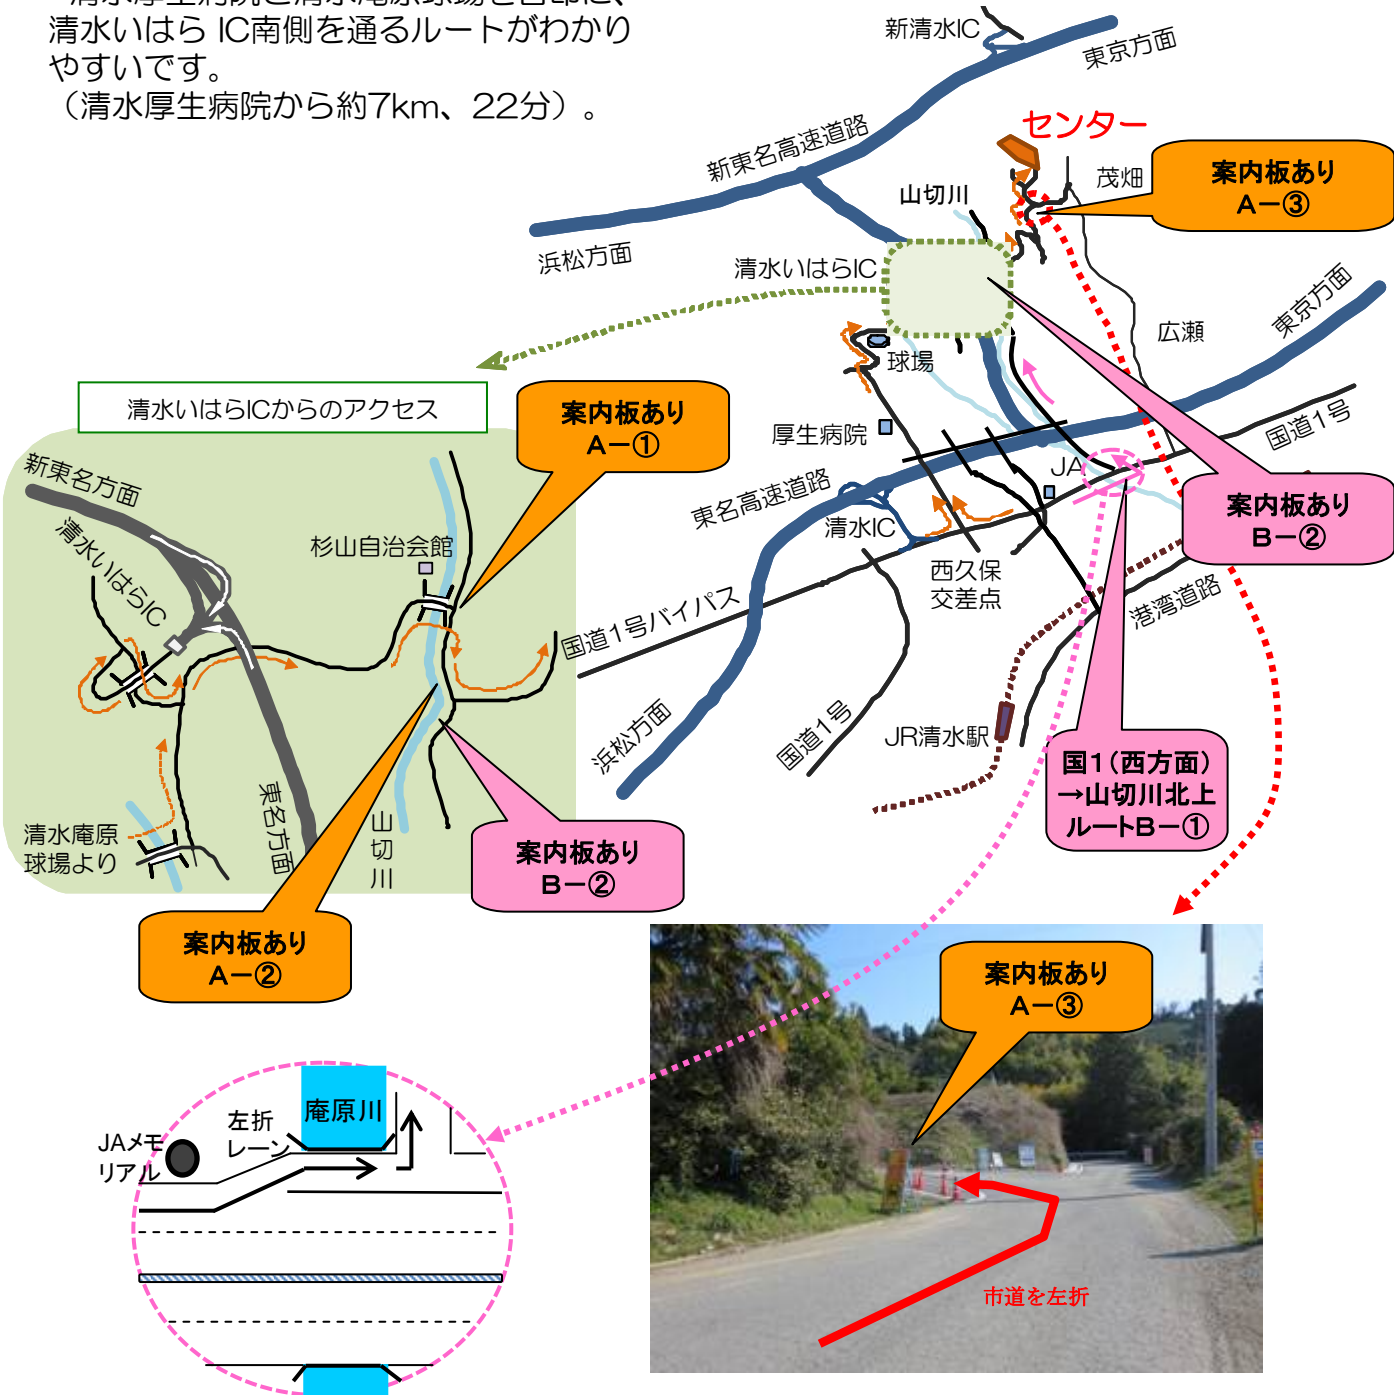 清水いはら IC南側を通るルートがわかり
やすいです。
（清水厚生病院から約7km、22分）。
新清水IC
東京方面
新東名高速道路
センター
茂畑
案内板あり
A－③
山切川
浜松方面
清水いはらIC
東京方面
広瀬
球場
清水いはらICからのアクセス
案内板あり
A－①
厚生病院
国道1号
JA
新東名方面
東名高速道路
案内板あり
B－②
清水いはらIC
杉山自治会館
清水IC
西久保
交差点
国道1号バイパス
港湾道路
浜松方面
国道1号
JR清水駅
国1(西方面)
→山切川北上
ルートB－①
東名方面
山切川
清水庵原
球場より
案内板あり
B－②
案内板あり
A－②
案内板あり
A－③
JAメモ
リアル
左折
レーン
庵原川
市道を左折